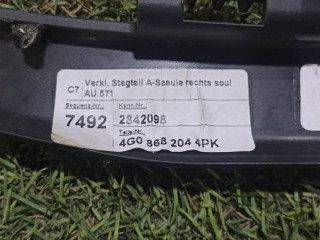 C7 Verkl. Stegteil A-Saeule rechts soul
AU 571
Sequenz-Nr.: Kenn-Nr.:
7492 2842098
Teile-Nr.:
4G0 868 204 4PK